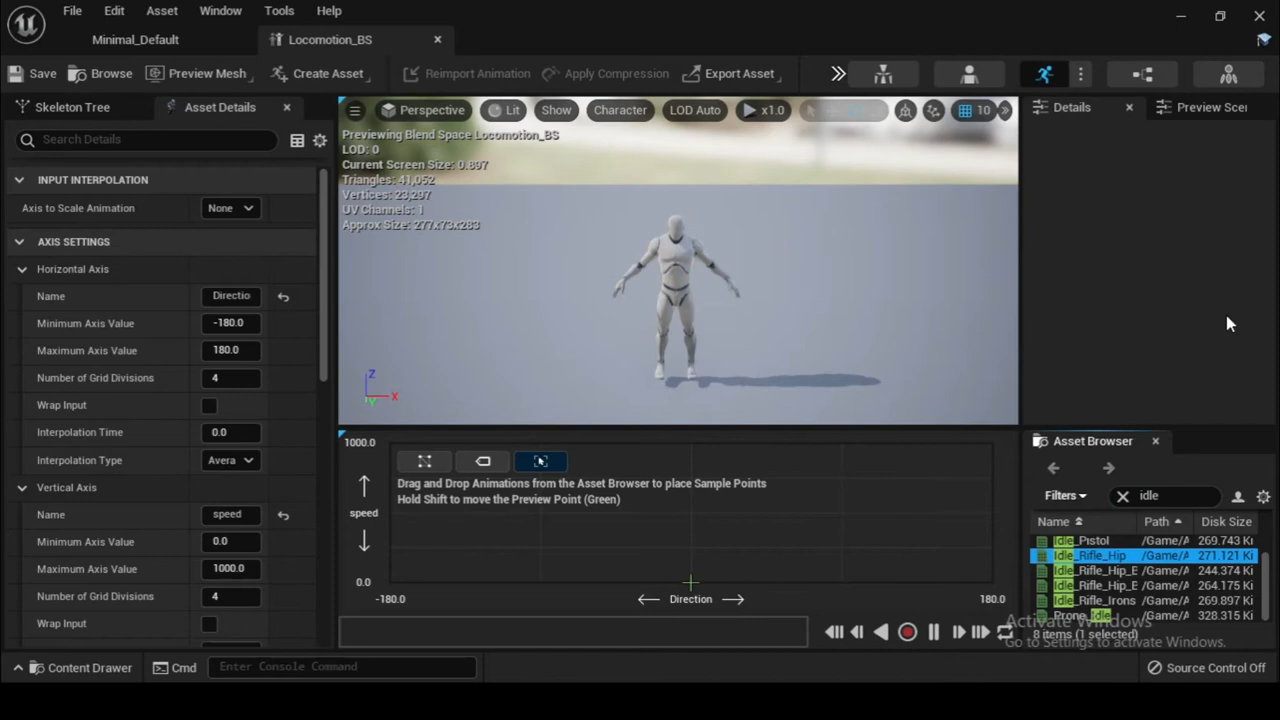 File Edit Asset Window Tools Help
Minimal_Default Locomotion_BS
Save Browse Preview Mesh Create Asset Reimport Animation Apply Compression Export Asset
Skeleton Tree Asset Details
Search Details
INPUT INTERPOLATION
Axis to Scale Animation None
AXIS SETTINGS
Horizontal Axis
Name Directio
Minimum Axis Value -180.0
Maximum Axis Value 180.0
Number of Grid Divisions 4
Wrap Input
Interpolation Time 0.0
Interpolation Type Avera
Vertical Axis
Name speed
Minimum Axis Value 0.0
Maximum Axis Value 1000.0
Number of Grid Divisions 4
Wrap Input
Perspective Lit Show Character LOD Auto x1.0 10
Previewing Blend Space Locomotion_BS
LOD: 0
Current Screen Size: 0.897
Triangles: 41,052
Vertices: 23,297
UV Channels: 1
Approx Size: 277x73x283
Z
X
Y
1000.0
Drag and Drop Animations from the Asset Browser to place Sample Points
Hold Shift to move the Preview Point (Green)
speed
0.0
-180.0 Direction 180.0
Details Preview Scer
Asset Browser
Filters idle
Name Path Disk Size
Idle_Pistol /Game/A 269.743 Ki
Idle_Rifle_Hip /Game/A 271.121 Ki
Idle_Rifle_Hip_E /Game/A 244.374 Ki
Idle_Rifle_Hip_E /Game/A 264.175 Ki
Idle_Rifle_Irons /Game/A 269.897 Ki
Prone_Idle /Game/A 328.315 Ki
8 items (1 selected)
Activate Windows
Go to Settings to activate Windows.
Content Drawer Cmd Enter Console Command Source Control Off